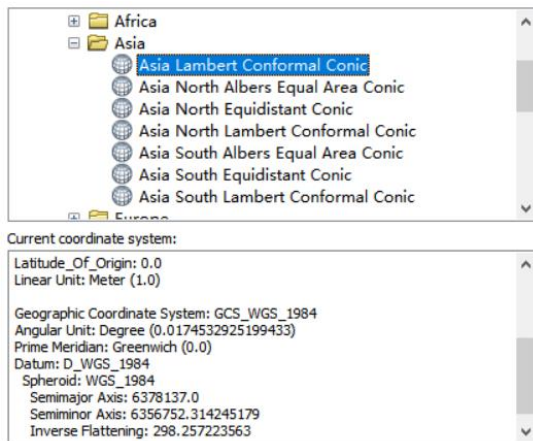 Africa
Asia
Asia Lambert Conformal Conic
Asia North Albers Equal Area Conic
Asia North Equidistant Conic
Asia North Lambert Conformal Conic
Asia South Albers Equal Area Conic
Asia South Equidistant Conic
Asia South Lambert Conformal Conic
Europe
Current coordinate system:
Latitude_Of_Origin: 0.0
Linear Unit: Meter (1.0)
Geographic Coordinate System: GCS_WGS_1984
Angular Unit: Degree (0.0174532925199433)
Prime Meridian: Greenwich (0.0)
Datum: D_WGS_1984
Spheroid: WGS_1984
Semimajor Axis: 6378137.0
Semiminor Axis: 6356752.314245179
Inverse Flattening: 298.257223563